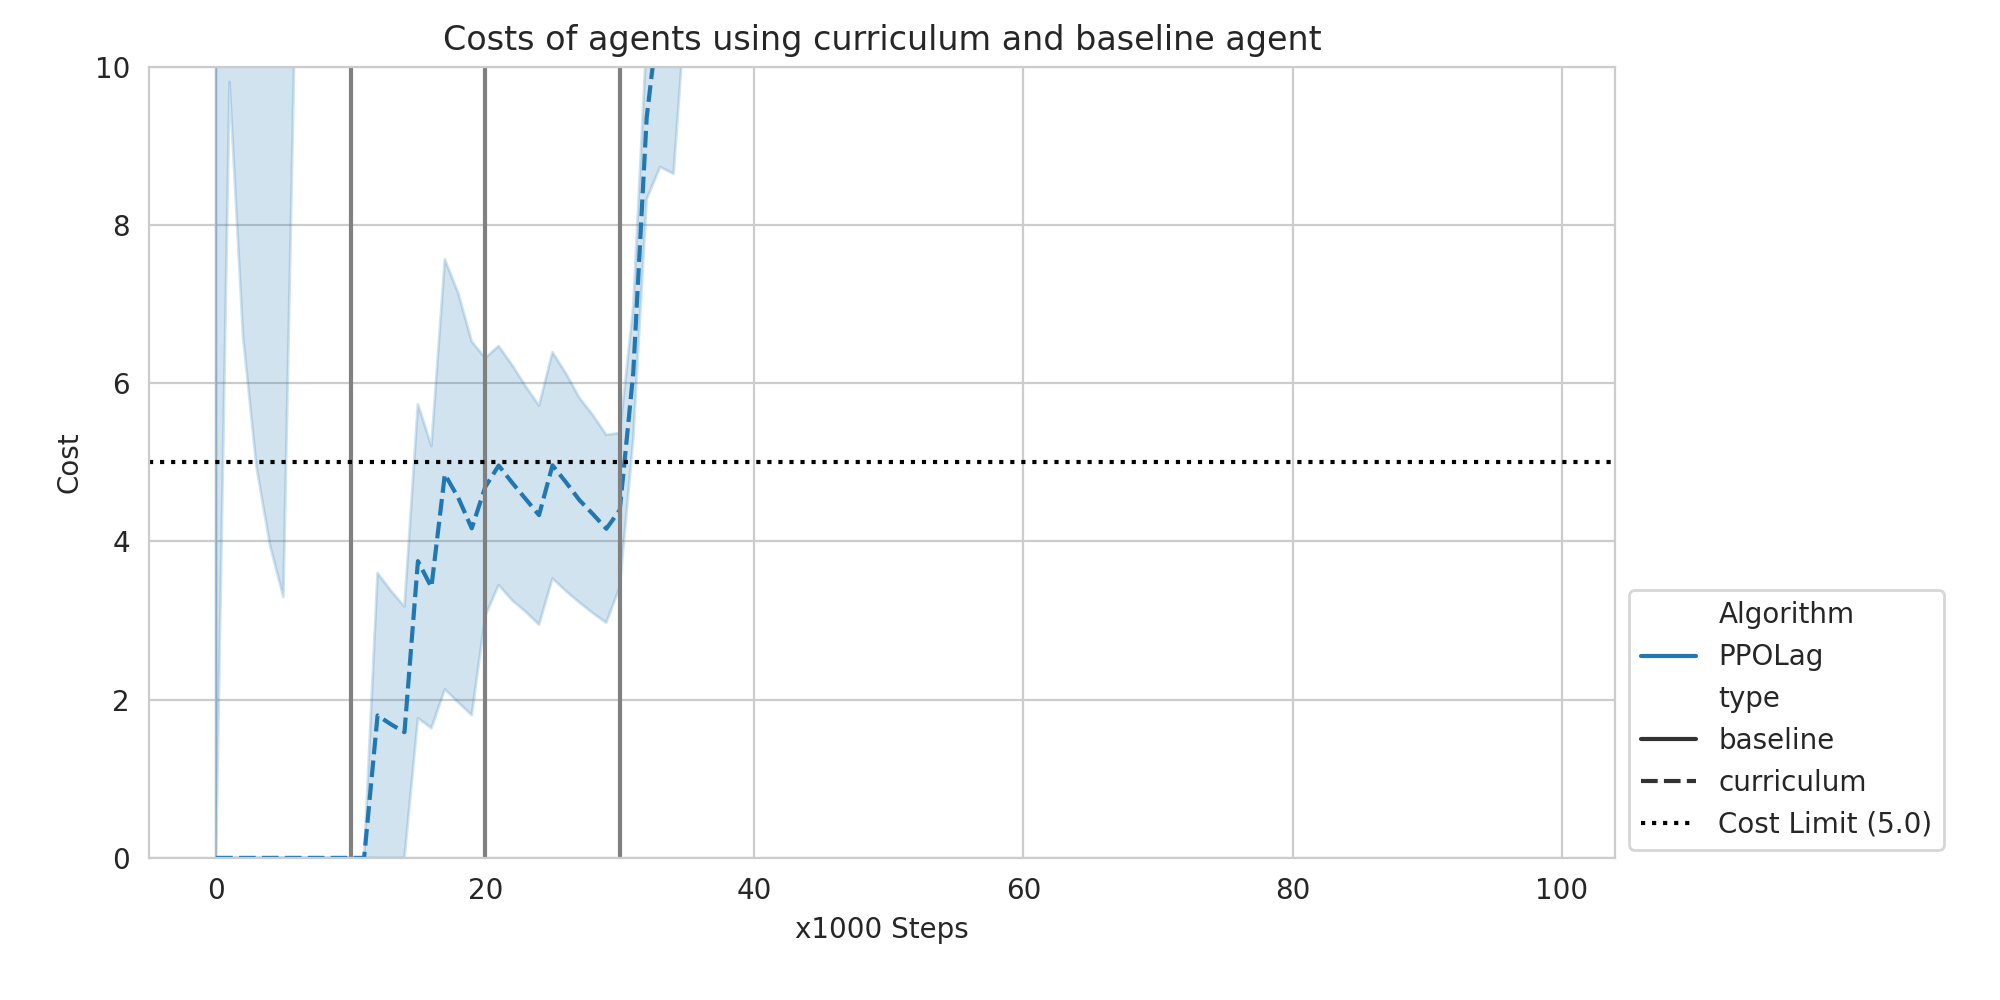 Costs of agents using curriculum and baseline agent
10
8
6
4
2
0
Cost
0 20 40 60 80 100
x1000 Steps
Algorithm
PPOLag
type
baseline
curriculum
Cost Limit (5.0)